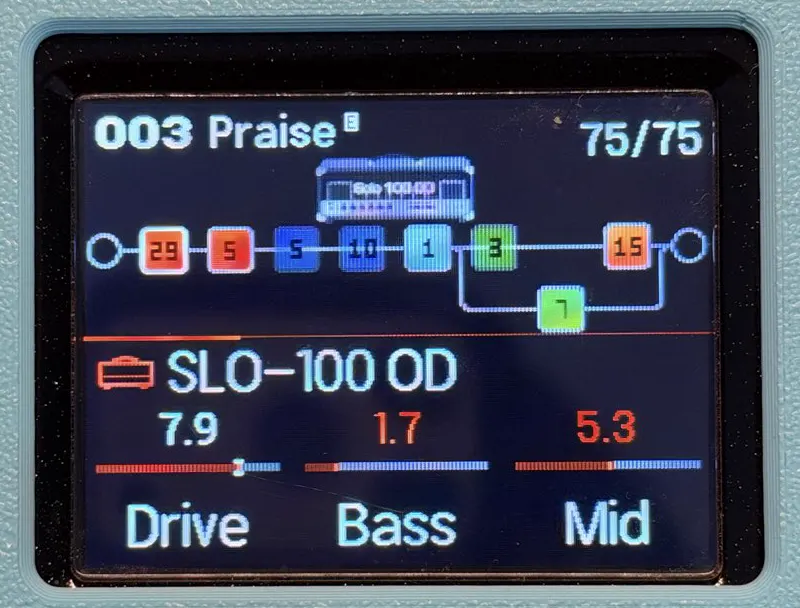 003 Praise E 75/75
Solo 100 OD
29 5 5 10 1 3 15
7
SLO-100 OD
7.9 1.7 5.3
Drive Bass Mid